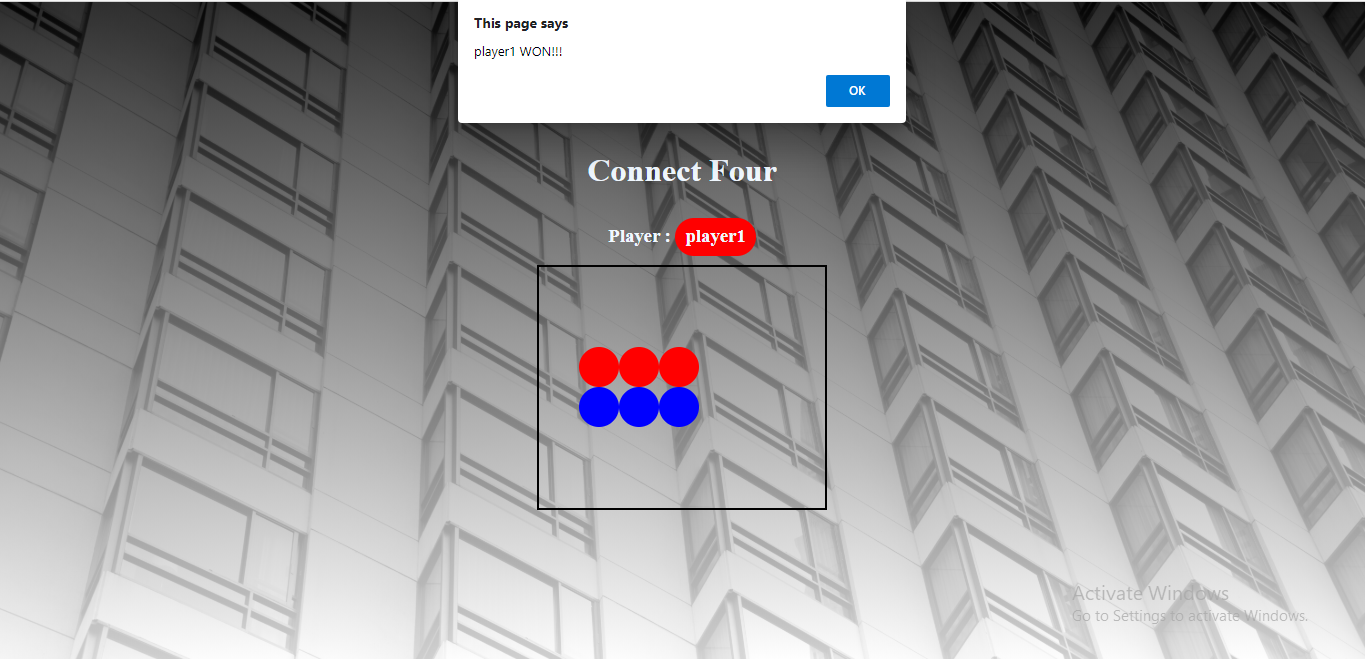 This page says
player1 WON!!!
OK
Connect Four
Player : player1
Activate Windows
Go to Settings to activate Windows.